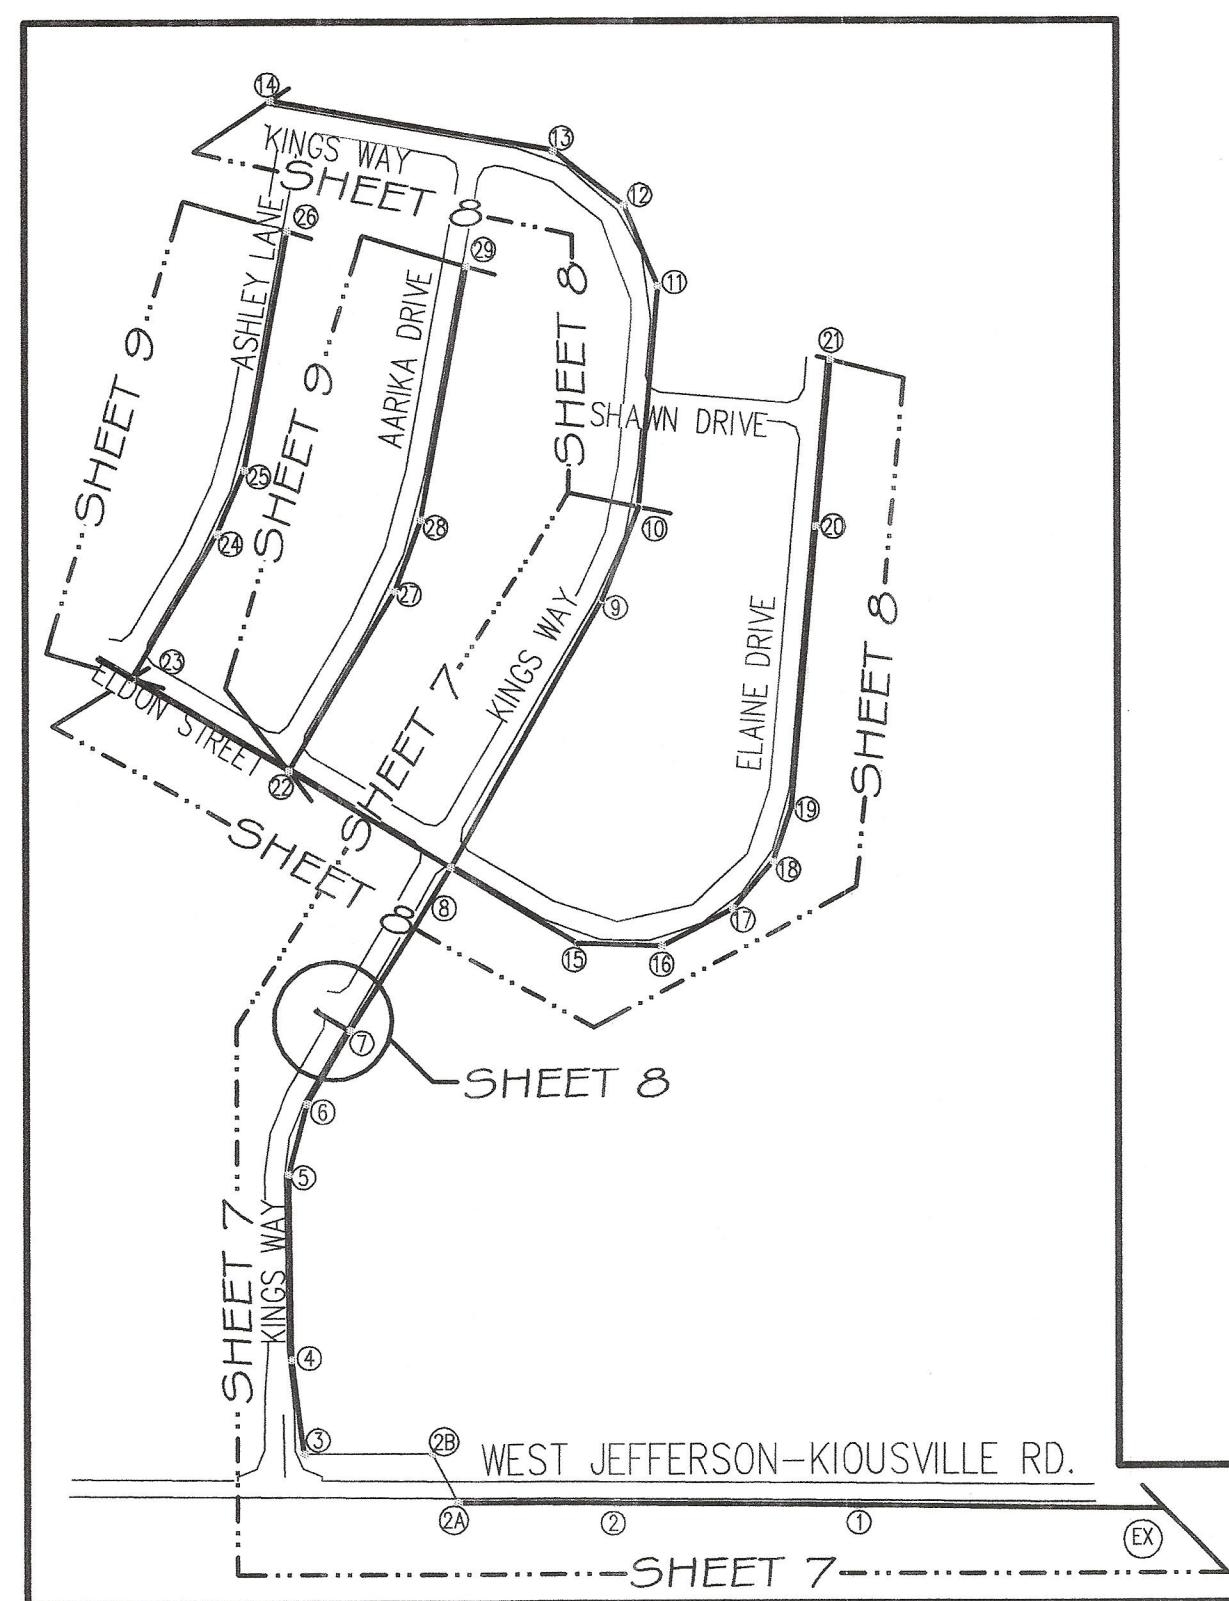 14
13
KINGS WAY
SHEET 8
12
26
29
11
ASHLEY LANE
AARIKA DRIVE
SHEET 8
21
SHEET 9
SHEET 9
SHAWN DRIVE
25
28
10
20
24
27
9
KINGS WAY
ELAINE DRIVE
SHEET 8
23
ELDON STREET
SHEET 7
22
19
SHEET 8
18
8
17
15
16
7
SHEET 8
6
5
SHEET 7
KINGS WAY
4
3
2B
WEST JEFFERSON-KIOUSVILLE RD.
2A
2
1
EX
SHEET 7